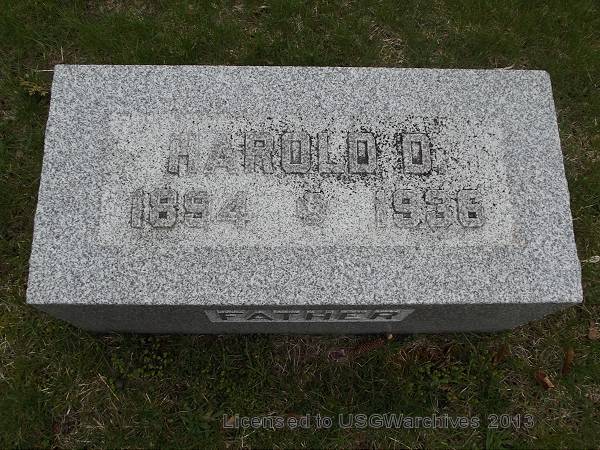 HAROLD D.
1894 1936
FATHER
Licensed to USGWarchives 2013